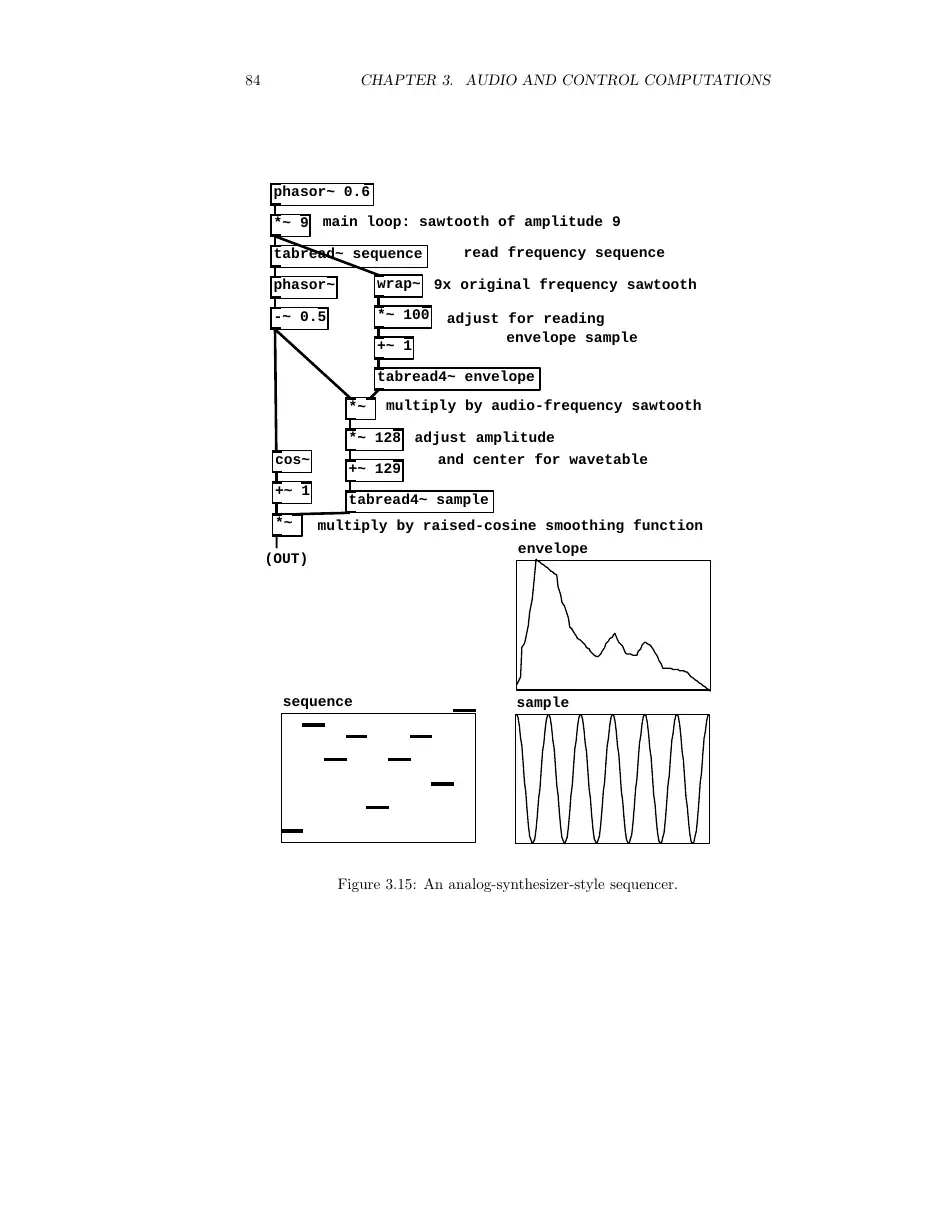 84 CHAPTER 3. AUDIO AND CONTROL COMPUTATIONS
phasor~ 0.6
*~ 9 main loop: sawtooth of amplitude 9
tabread~ sequence read frequency sequence
phasor~ wrap~ 9x original frequency sawtooth
-~ 0.5 *~ 100 adjust for reading
envelope sample
+~ 1
tabread4~ envelope
*~ multiply by audio-frequency sawtooth
*~ 128 adjust amplitude
cos~ and center for wavetable
+~ 129
+~ 1
tabread4~ sample
*~ multiply by raised-cosine smoothing function
(OUT)
envelope
sequence sample
Figure 3.15: An analog-synthesizer-style sequencer.